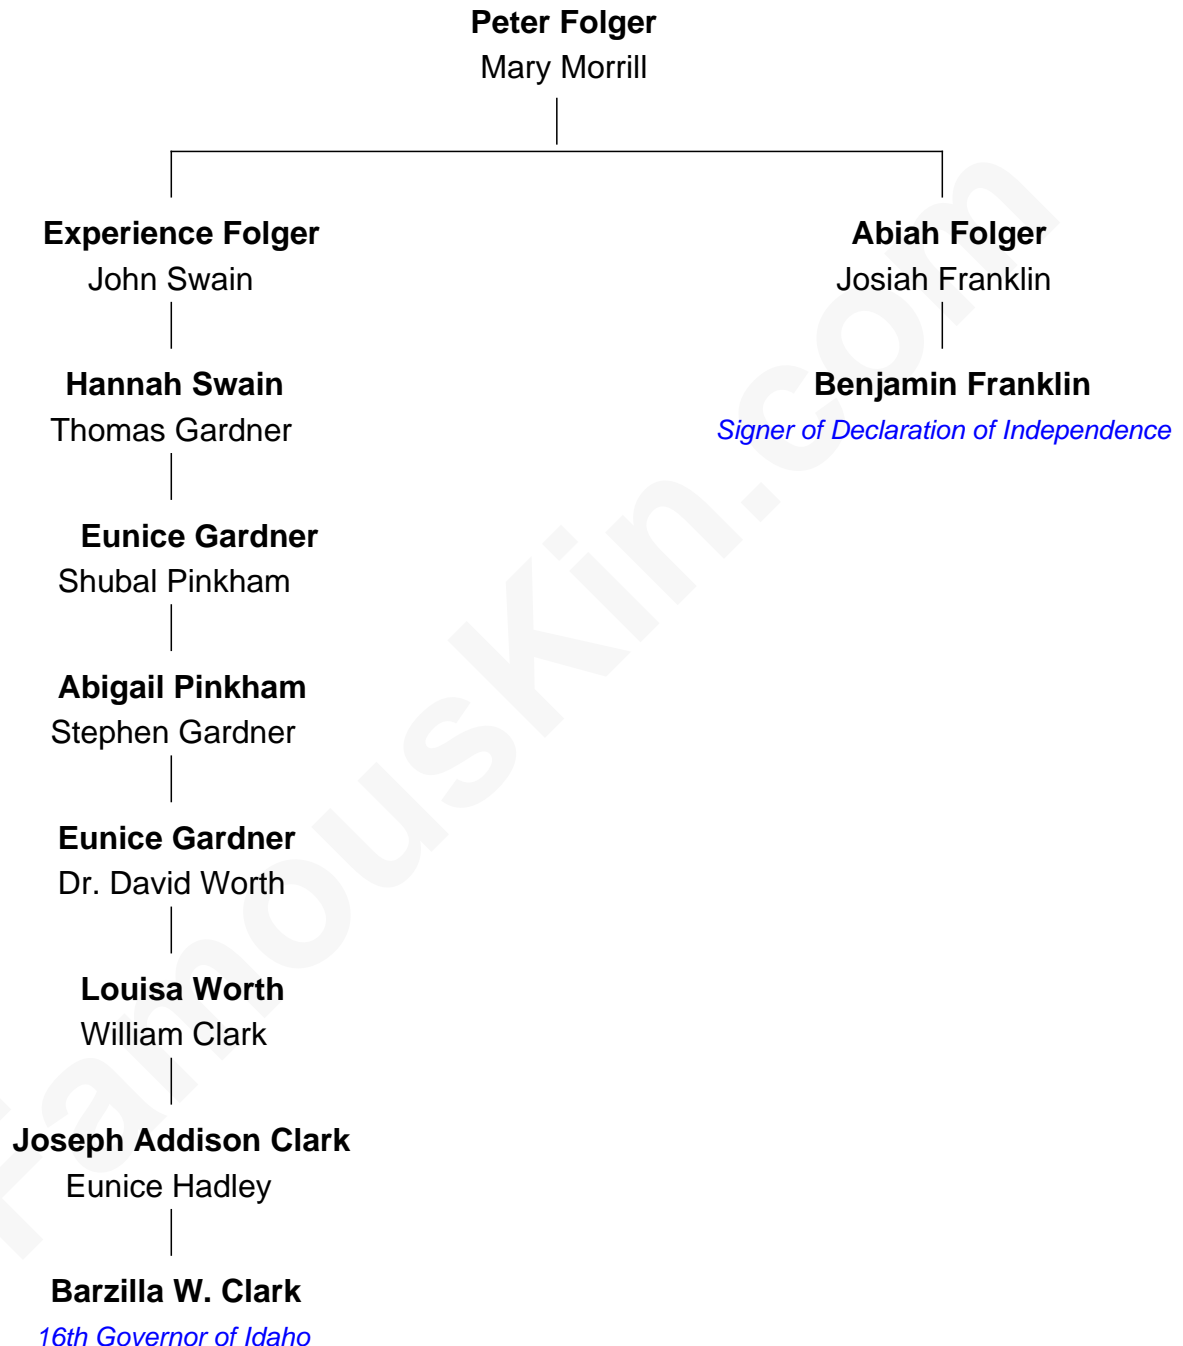 Peter Folger
Mary Morrill
Experience Folger
John Swain
Abiah Folger
Josiah Franklin
Hannah Swain
Thomas Gardner
Benjamin Franklin
Signer of Declaration of Independence
Eunice Gardner
Shubal Pinkham
Abigail Pinkham
Stephen Gardner
Eunice Gardner
Dr. David Worth
Louisa Worth
William Clark
Joseph Addison Clark
Eunice Hadley
Barzilla W. Clark
16th Governor of Idaho
FamousKin.com